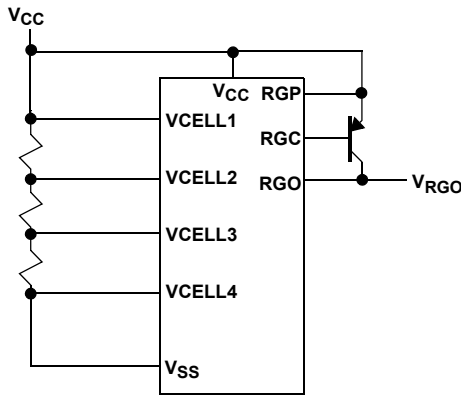 VCC
VCC
RGP
VCELL1
RGC
VCELL2
RGO
VRGO
VCELL3
VCELL4
VSS